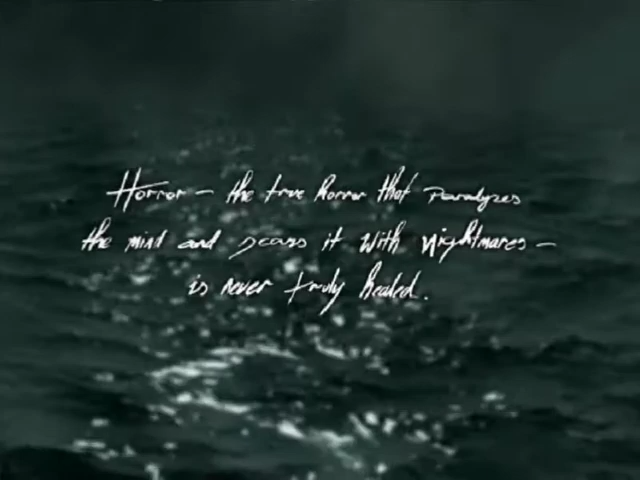 Horror – the true horror that paralyzes
the mind and scars it with nightmares –
is never truly healed.